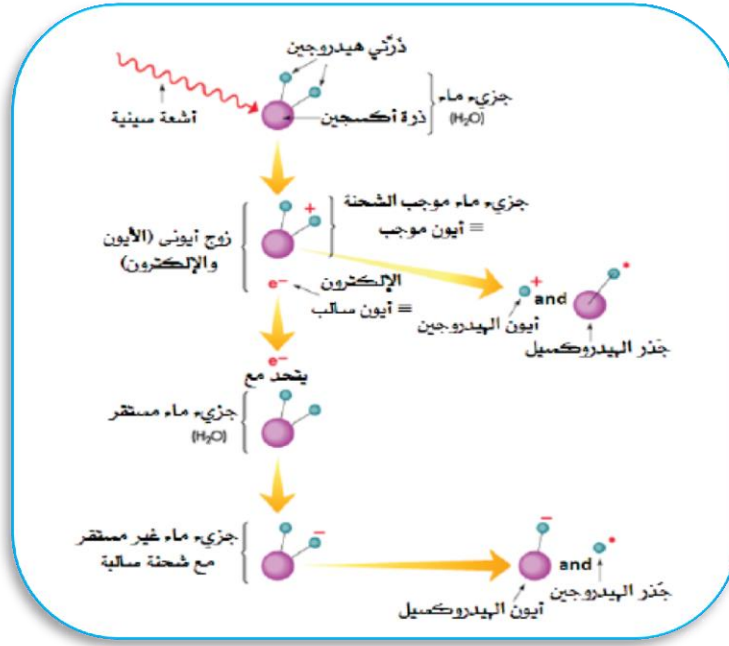 ذرّتي هيدروجين
جزيء ماء
(H₂O)
أشعة سينية
ذرة أكسجين
جزيء ماء موجب الشحنة
≡ أيون موجب
+
زوج أيونى (الأيون
والإلكترون)
e⁻
الإلكترون
≡ أيون سالب
+
and
•
أيون الهيدروجين
جَذر الهيدروكسيل
e⁻
يتحد مع
جزيء ماء مستقر
(H₂O)
جزيء ماء غير مستقر
مع شحنة سالبة
−
−
and
•
جَذر الهيدروجين
أيون الهيدروكسيل